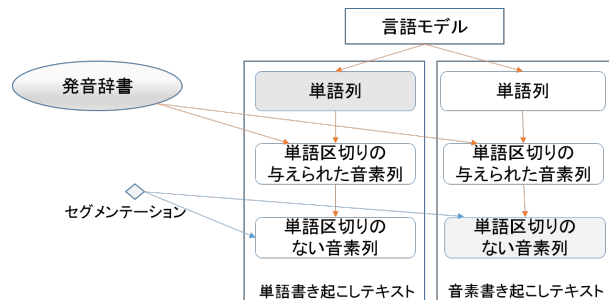 言語モデル
発音辞書
単語列
単語列
単語区切りの
与えられた音素列
単語区切りの
与えられた音素列
セグメンテーション
単語区切りの
ない音素列
単語区切りの
ない音素列
単語書き起こしテキスト
音素書き起こしテキスト